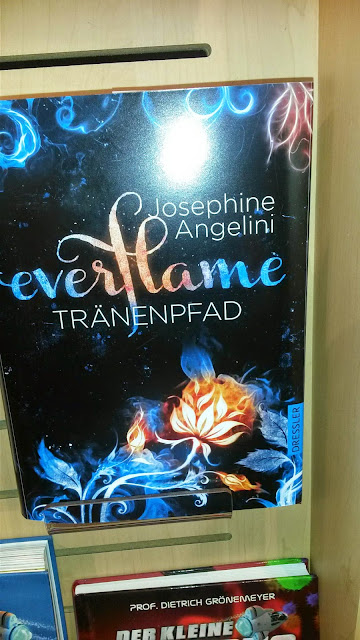 Josephine
Angelini
everflame
TRÄNENPFAD
DRESSLER
PROF. DIETRICH GRÖNEMEYER
DER KLEINE